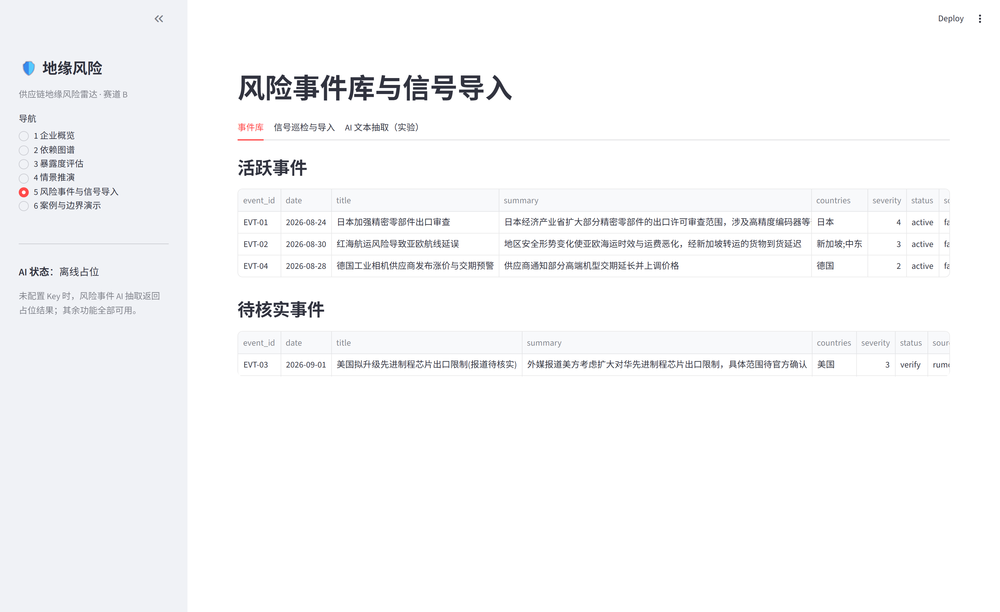 Deploy
地缘风险
供应链地缘风险雷达 · 赛道 B
导航
1 企业概览
2 依赖图谱
3 暴露度评估
4 情景推演
5 风险事件与信号导入
6 案例与边界演示
AI 状态：离线占位
未配置 Key 时，风险事件 AI 抽取返回
占位结果；其余功能全部可用。
风险事件库与信号导入
事件库 信号巡检与导入 AI 文本抽取（实验）
活跃事件
event_id date title summary countries severity status
EVT-01 2026-08-24 日本加强精密零部件出口审查 日本经济产业省扩大部分精密零部件的出口许可审查范围，涉及高精度编码器等 日本 4 active
EVT-02 2026-08-30 红海航运风险导致亚欧航线延误 地区安全形势变化使亚欧海运时效与运费恶化，经新加坡转运的货物到货延迟 新加坡;中东 3 active
EVT-04 2026-08-28 德国工业相机供应商发布涨价与交期预警 供应商通知部分高端机型交期延长并上调价格 德国 2 active
待核实事件
event_id date title summary countries severity status
EVT-03 2026-09-01 美国拟升级先进制程芯片出口限制(报道待核实) 外媒报道美方考虑扩大对华先进制程芯片出口限制，具体范围待官方确认 美国 3 verify